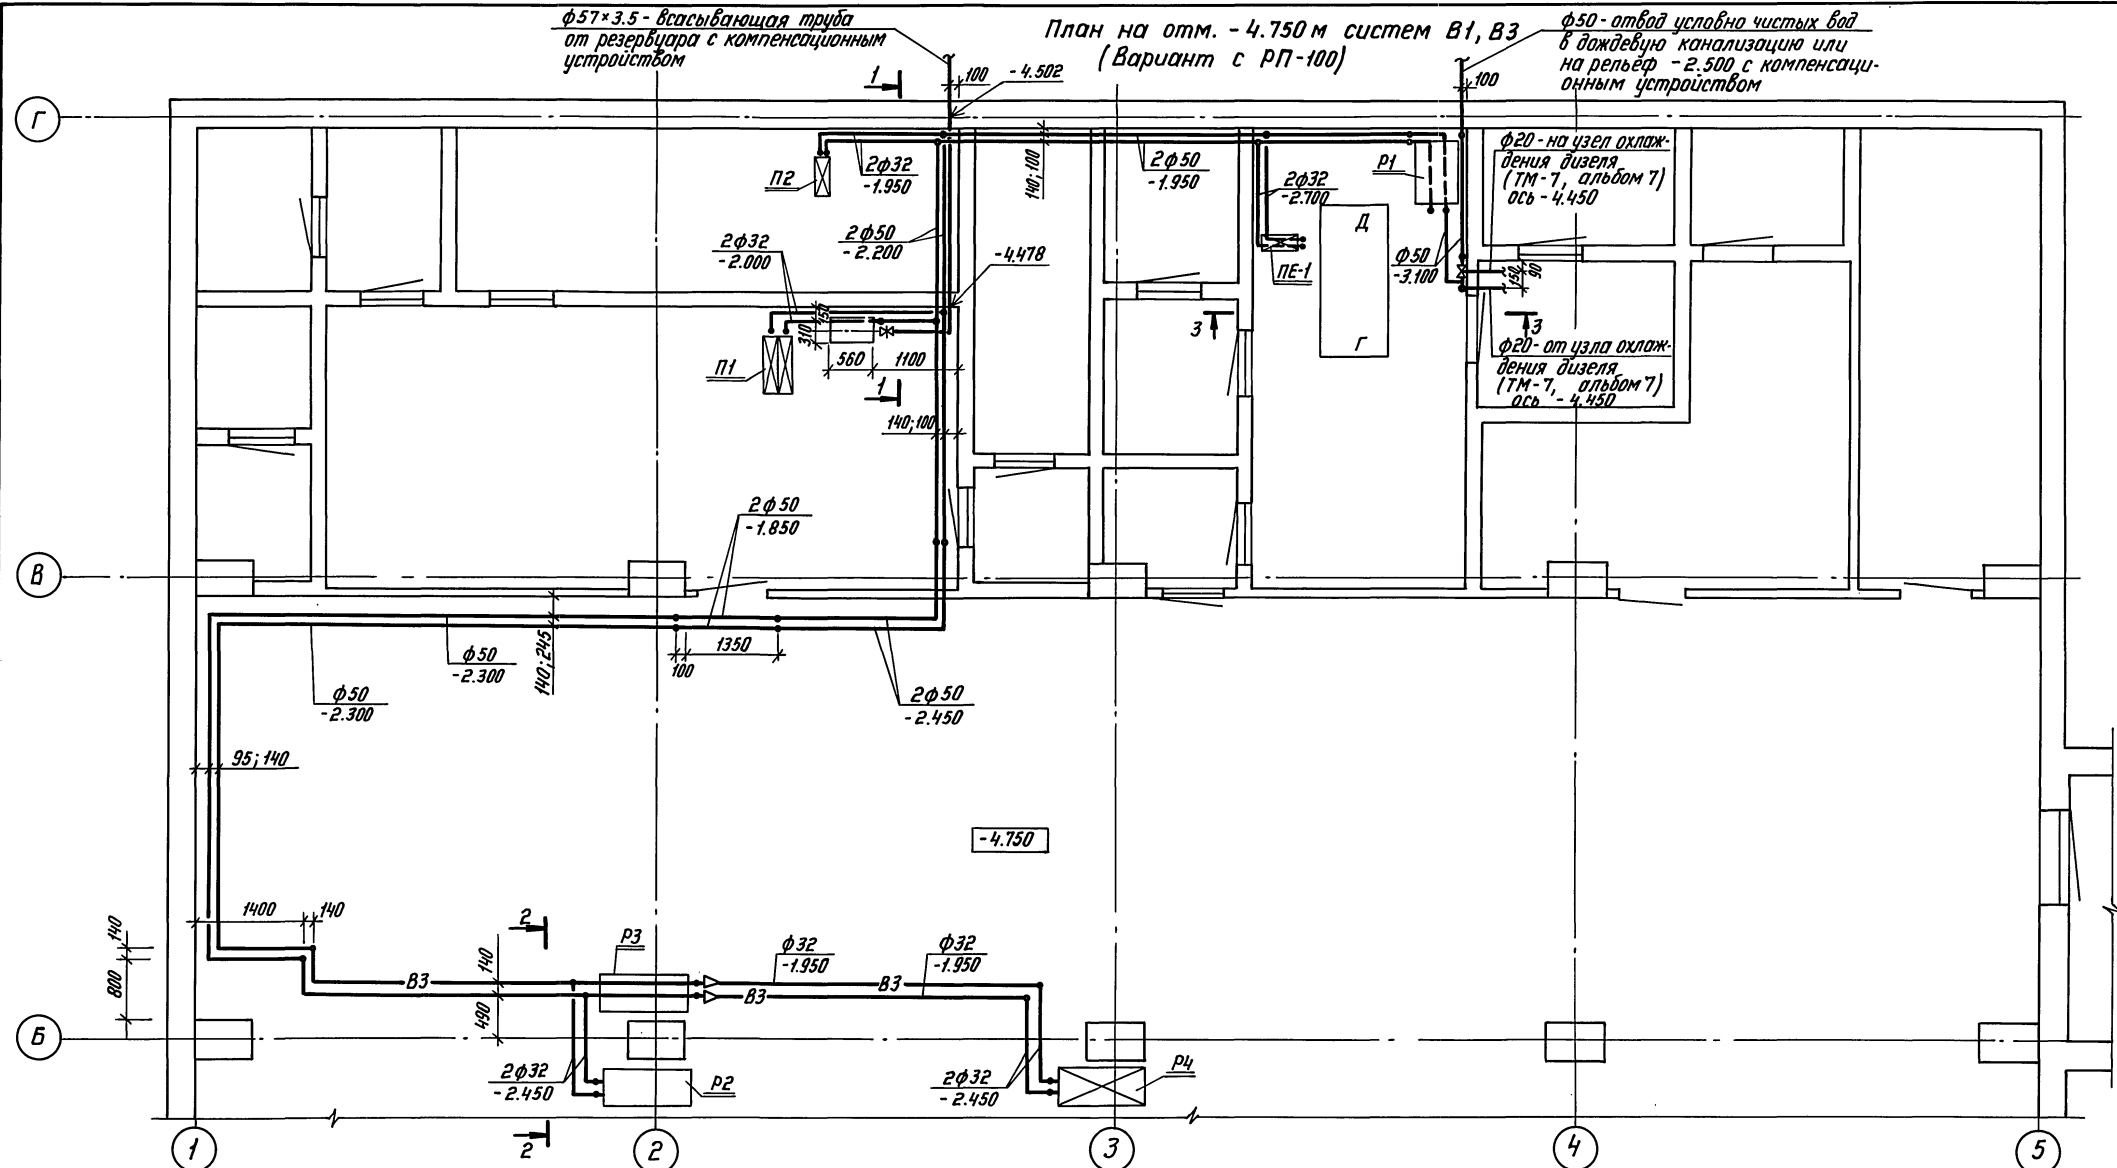 План на отм. -4.750 м систем В1, В3
(Вариант с РП-100)
ф57×3.5 - всасывающая труба
от резервуара с компенсационным
устройством
ф50 - отвод условно чистых вод
в дождевую канализацию или
на рельеф -2.500 с компенсаци-
онным устройством
1
100
-4.502
100
Г
П2
2ф32
-1.950
140; 100
2ф50
-1.950
2ф32
-2.700
Р1
ф20 - на узел охлаж-
дения дизеля
(ТМ-7, альбом 7)
ось -4.450
Д
2ф32
-2.000
2ф50
-2.200
-4.478
ПЕ-1
ф50
-3.100
150
90
150
310
П1
560
1100
1
3
Г
3
ф20 - от узла охлаж-
дения дизеля
(ТМ-7, альбом 7)
ось -4.450
140; 100
2ф50
-1.850
В
140; 245
ф50
-2.300
ф50
-2.300
100
1350
2ф50
-2.450
95; 140
-4.750
1400
140
140
800
2
Р3
140
490
В3
В3
В3
ф32
-1.950
ф32
-1.950
Б
2ф32
-2.450
Р2
2ф32
-2.450
Р4
2
1
2
3
4
5